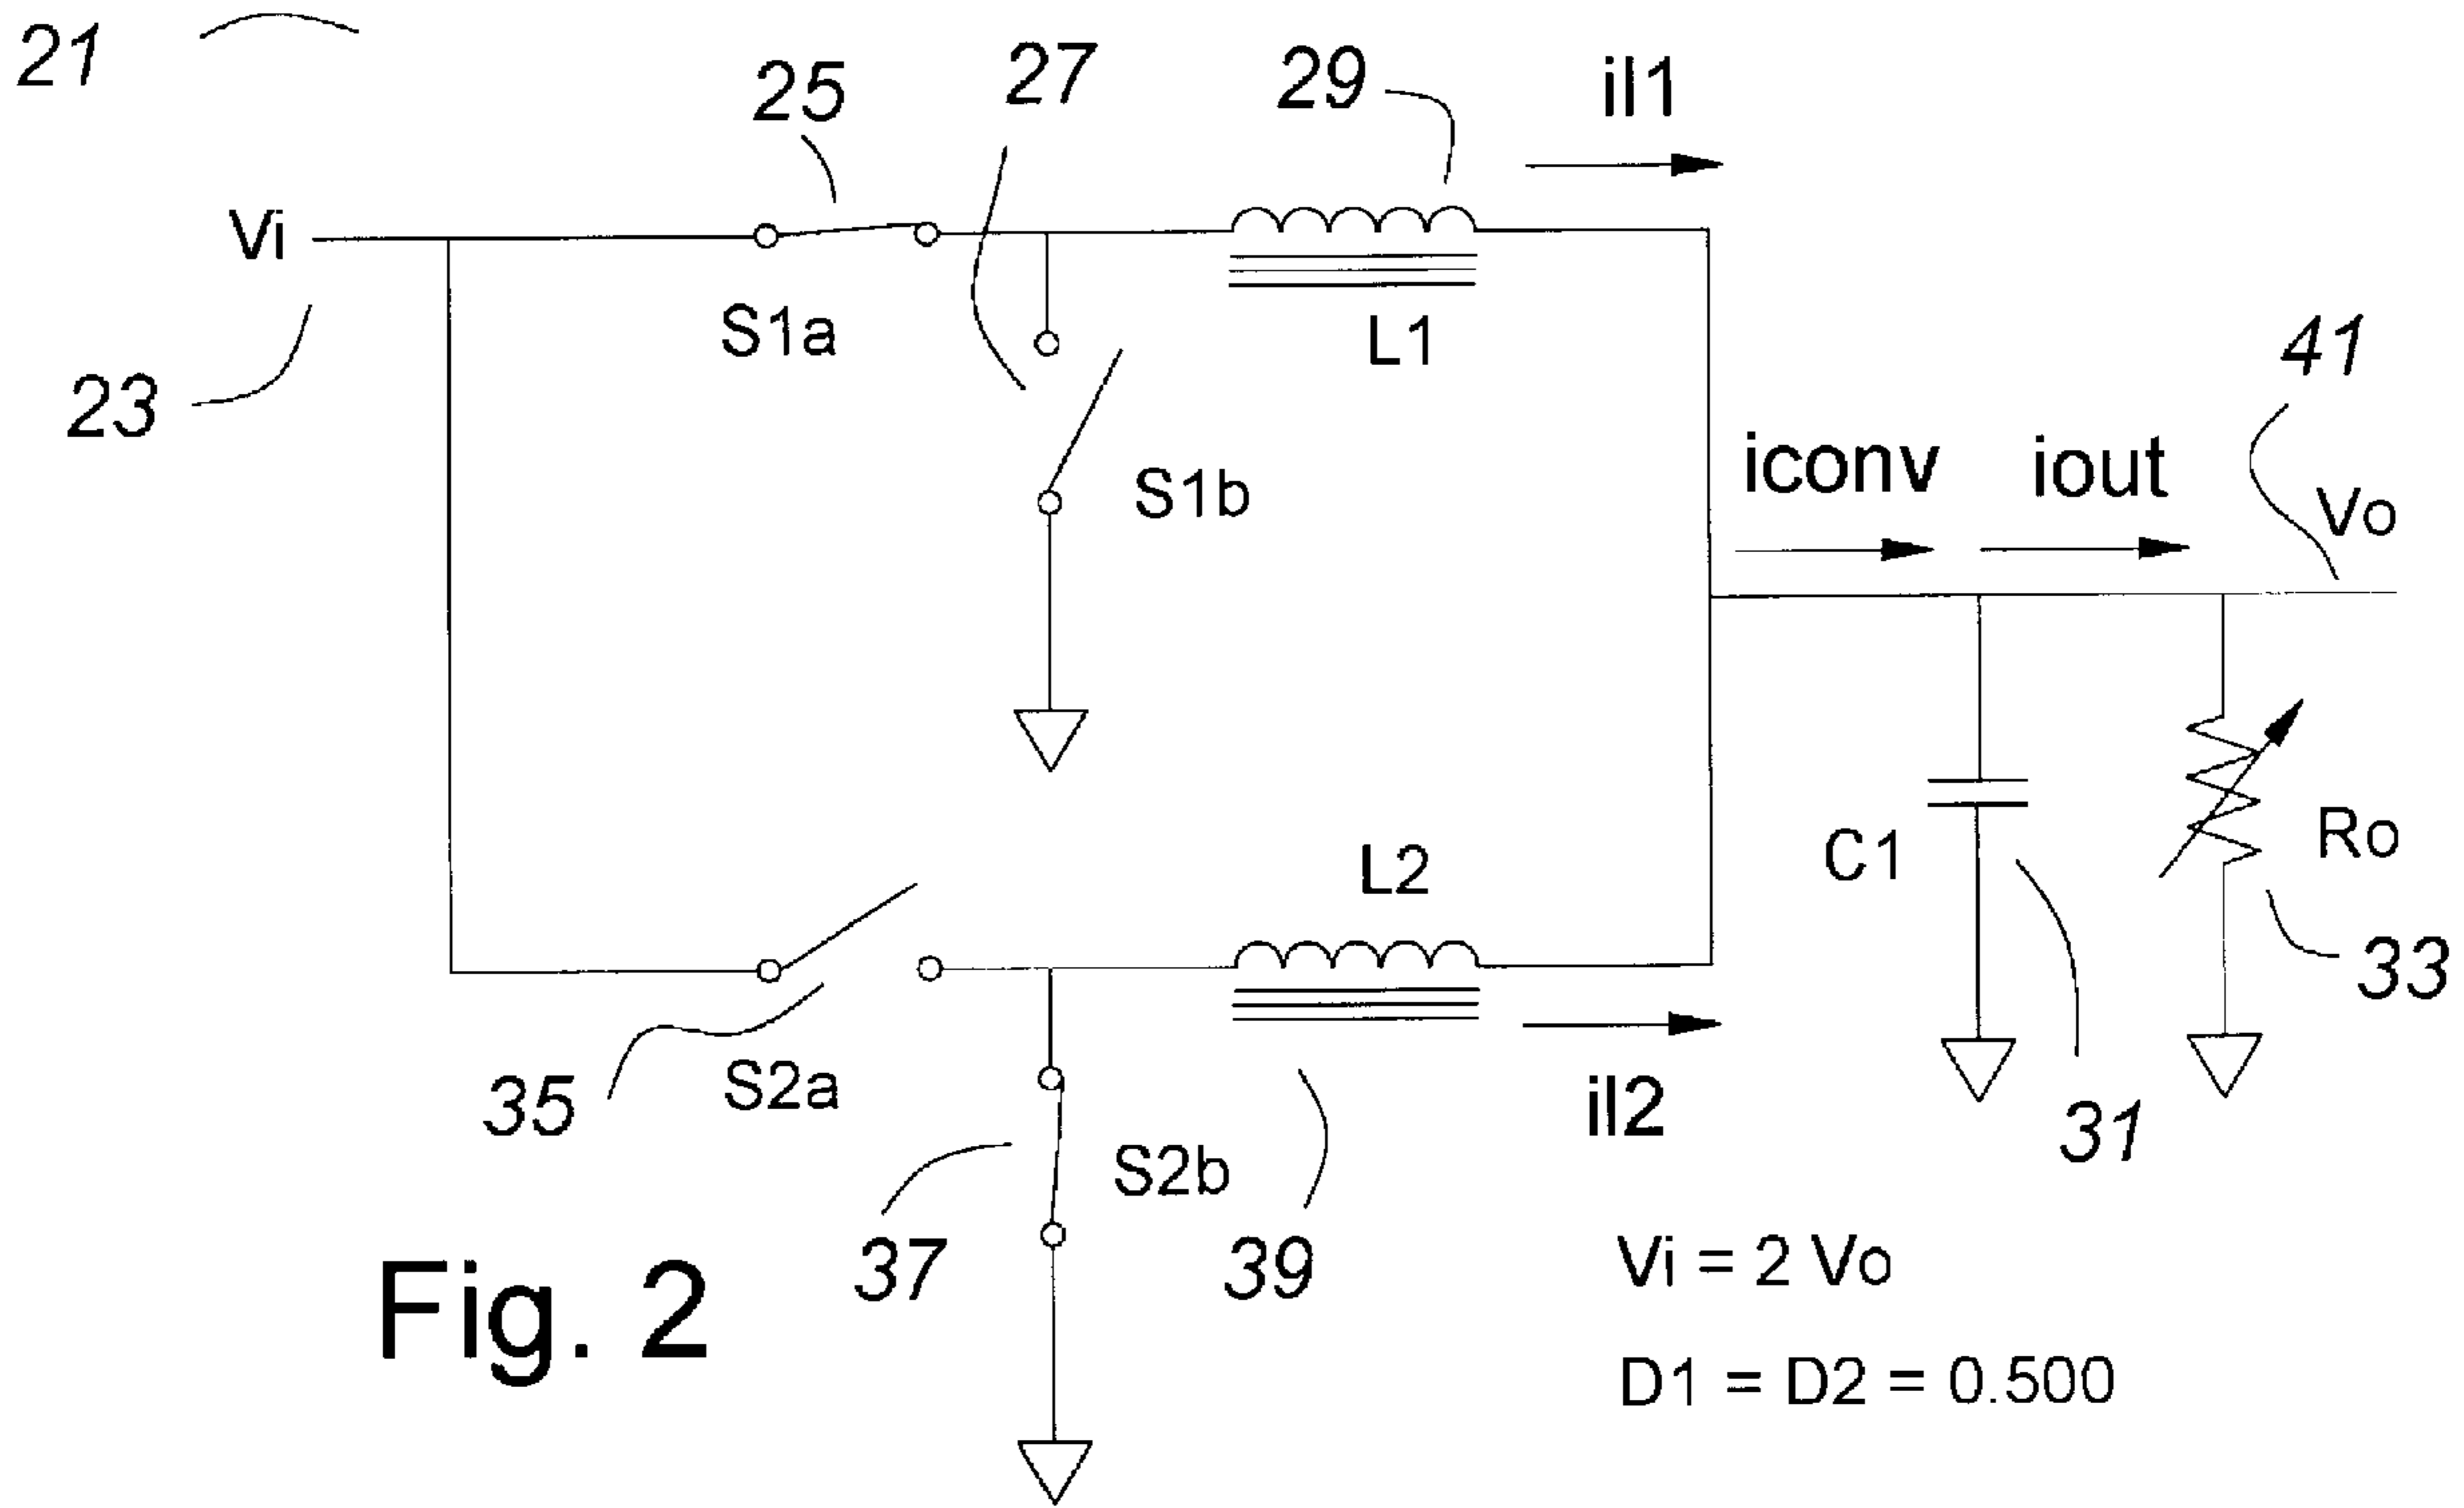 21
25
27
29
il1
Vi
S1a
L1
23
41
iconv
iout
Vo
S1b
L2
C1
Ro
33
35
S2a
il2
31
S2b
37
39
Vi = 2 Vo
D1 = D2 = 0.500
Fig. 2